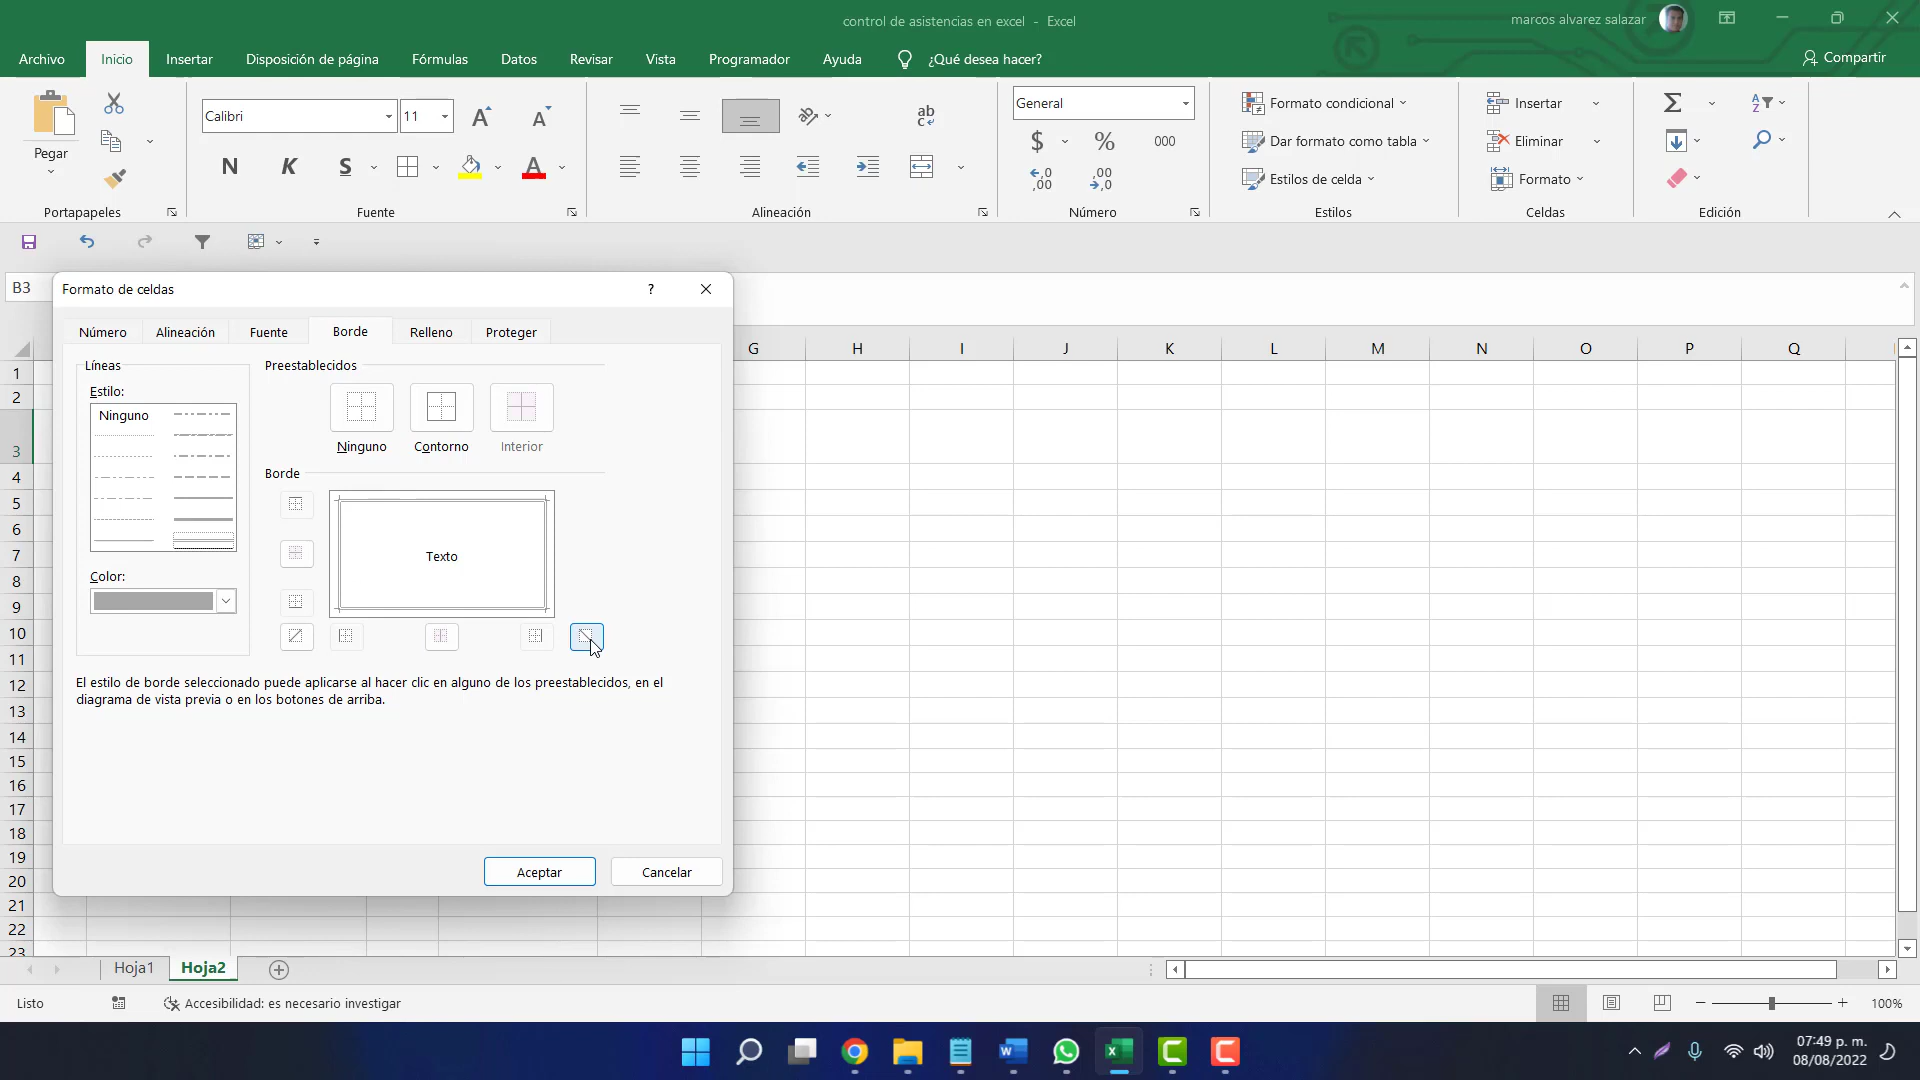 control de asistencias en excel - Excel
marcos alvarez salazar
Archivo
Inicio
Insertar
Disposición de página
Fórmulas
Datos
Revisar
Vista
Programador
Ayuda
¿Qué desea hacer?
Compartir
Pegar
Calibri
11
N K S
General
$ % 000
Formato condicional
Dar formato como tabla
Estilos de celda
Insertar
Eliminar
Formato
Portapapeles
Fuente
Alineación
Número
Estilos
Celdas
Edición
B3
Formato de celdas
Número
Alineación
Fuente
Borde
Relleno
Proteger
Líneas
Estilo:
Ninguno
Color:
Preestablecidos
Ninguno
Contorno
Interior
Borde
Texto
El estilo de borde seleccionado puede aplicarse al hacer clic en alguno de los preestablecidos, en el
diagrama de vista previa o en los botones de arriba.
Aceptar
Cancelar
G H I J K L M N O P Q
1
2
3
4
5
6
7
8
9
10
11
12
13
14
15
16
17
18
19
20
21
22
23
Hoja1
Hoja2
Listo
Accesibilidad: es necesario investigar
100%
07:49 p. m.
08/08/2022